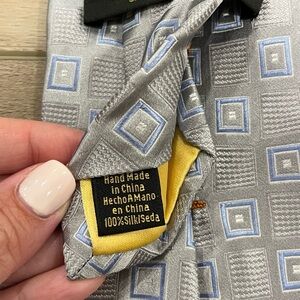 Hand Made
in China
HechoAMano
en China
100%Silk/Seda